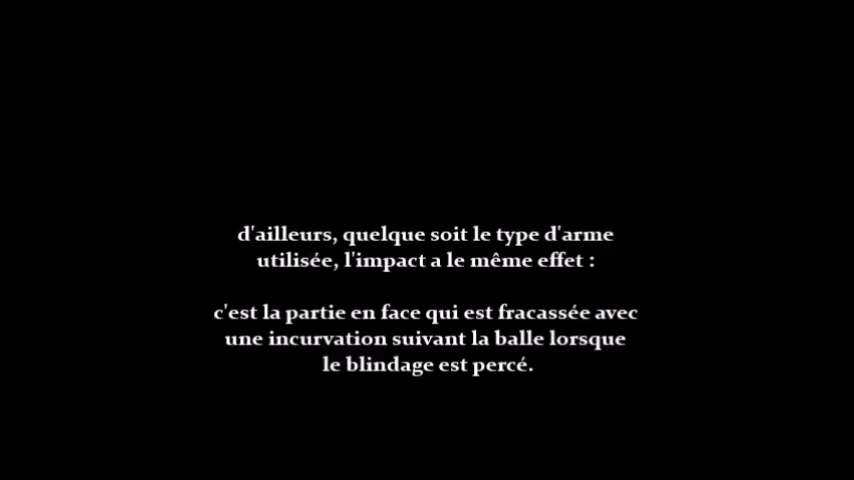 d'ailleurs, quelque soit le type d'arme
utilisée, l'impact a le même effet :
c'est la partie en face qui est fracassée avec
une incurvation suivant la balle lorsque
le blindage est percé.